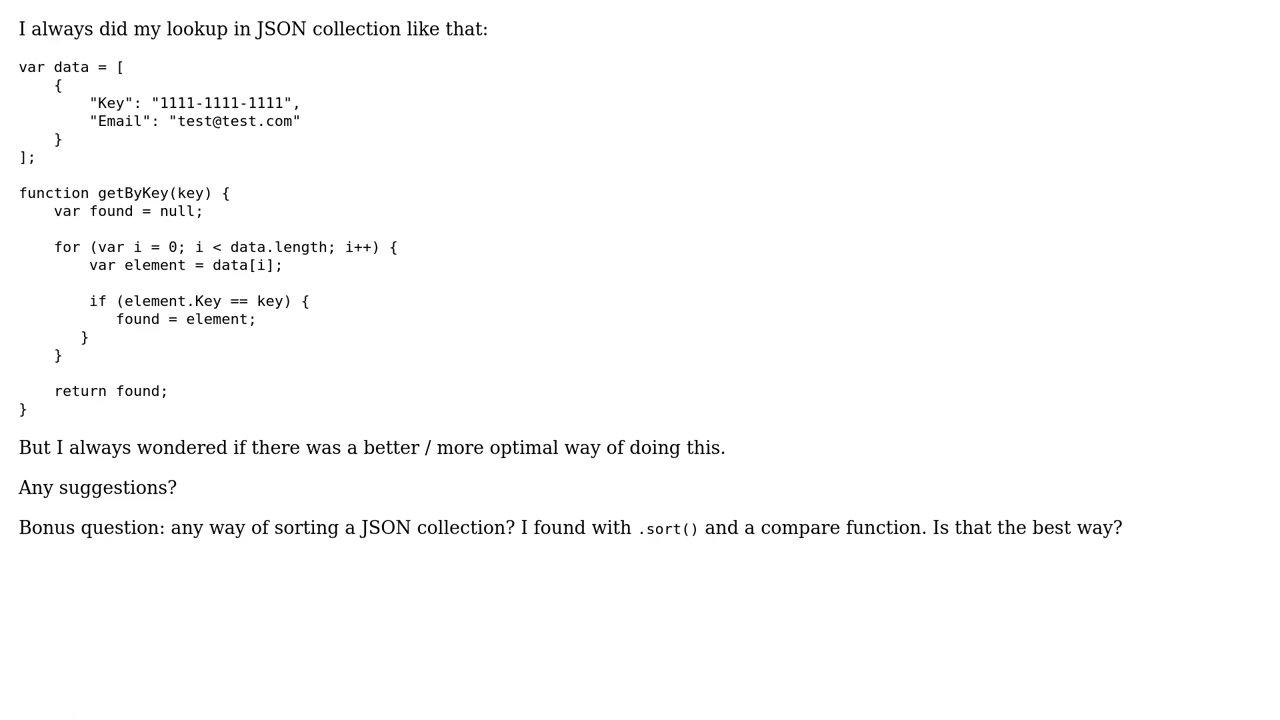 I always did my lookup in JSON collection like that:
var data = [
    {
        "Key": "1111-1111-1111",
        "Email": "test@test.com"
    }
];
function getByKey(key) {
    var found = null;
    for (var i = 0; i < data.length; i++) {
        var element = data[i];
        if (element.Key == key) {
           found = element;
       }
    }
    return found;
}
But I always wondered if there was a better / more optimal way of doing this.
Any suggestions?
Bonus question: any way of sorting a JSON collection? I found with .sort() and a compare function. Is that the best way?